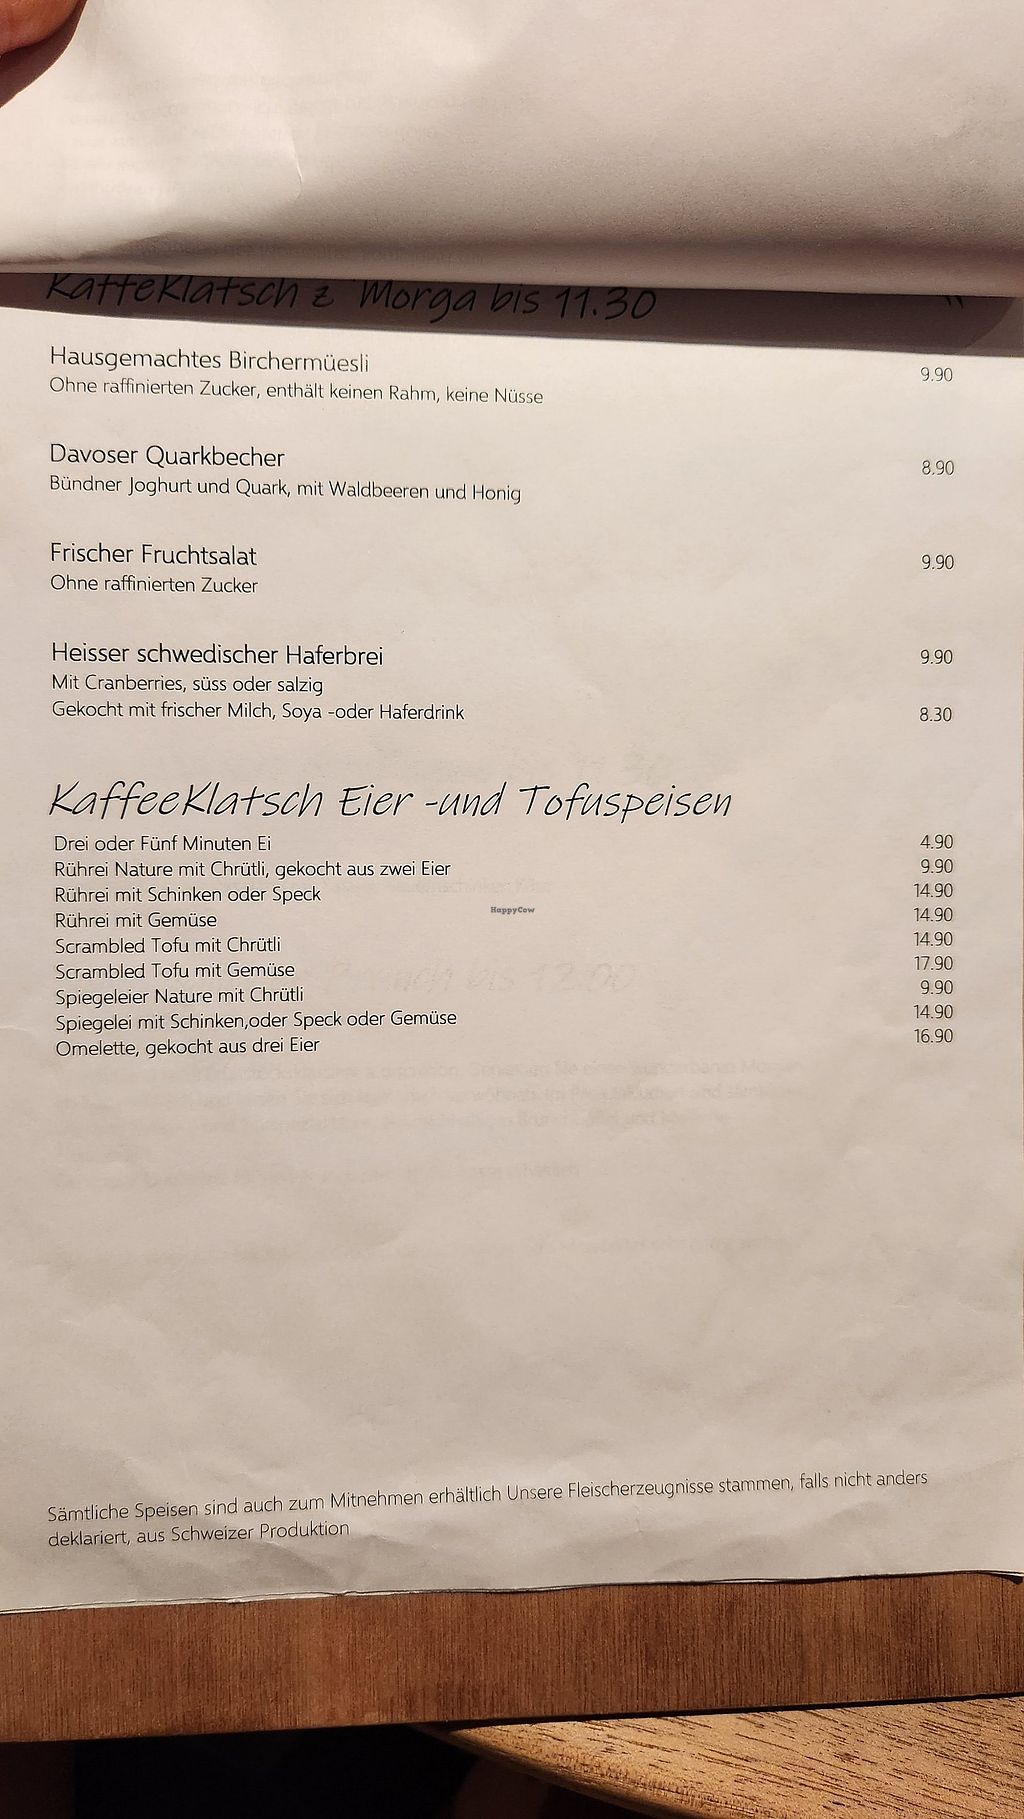 KaffeKlatsch z' Morga bis 11.30
Hausgemachtes Birchermüesli 9.90
Ohne raffinierten Zucker, enthält keinen Rahm, keine Nüsse
Davoser Quarkbecher 8.90
Bündner Joghurt und Quark, mit Waldbeeren und Honig
Frischer Fruchtsalat 9.90
Ohne raffinierten Zucker
Heisser schwedischer Haferbrei 9.90
Mit Cranberries, süss oder salzig
Gekocht mit frischer Milch, Soya -oder Haferdrink 8.30
KaffeeKlatsch Eier -und Tofuspeisen
Drei oder Fünf Minuten Ei 4.90
Rührei Nature mit Chrütli, gekocht aus zwei Eier 9.90
Rührei mit Schinken oder Speck 14.90
Rührei mit Gemüse 14.90
Scrambled Tofu mit Chrütli 14.90
Scrambled Tofu mit Gemüse 17.90
Spiegeleier Nature mit Chrütli 9.90
Spiegelei mit Schinken,oder Speck oder Gemüse 14.90
Omelette, gekocht aus drei Eier 16.90
HappyCow
Sämtliche Speisen sind auch zum Mitnehmen erhältlich Unsere Fleischerzeugnisse stammen, falls nicht anders
deklariert, aus Schweizer Produktion